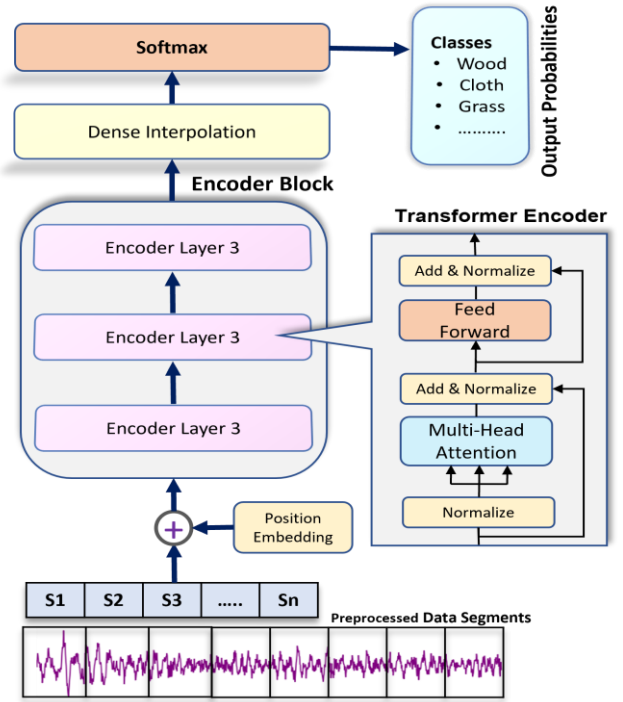 Softmax
Classes
• Wood
• Cloth
• Grass
• ..........
Output Probabilities
Dense Interpolation
Encoder Block
Encoder Layer 3
Encoder Layer 3
Encoder Layer 3
Transformer Encoder
Add & Normalize
Feed
Forward
Add & Normalize
Multi-Head
Attention
Normalize
+
Position
Embedding
S1 S2 S3 ..... Sn
Preprocessed Data Segments